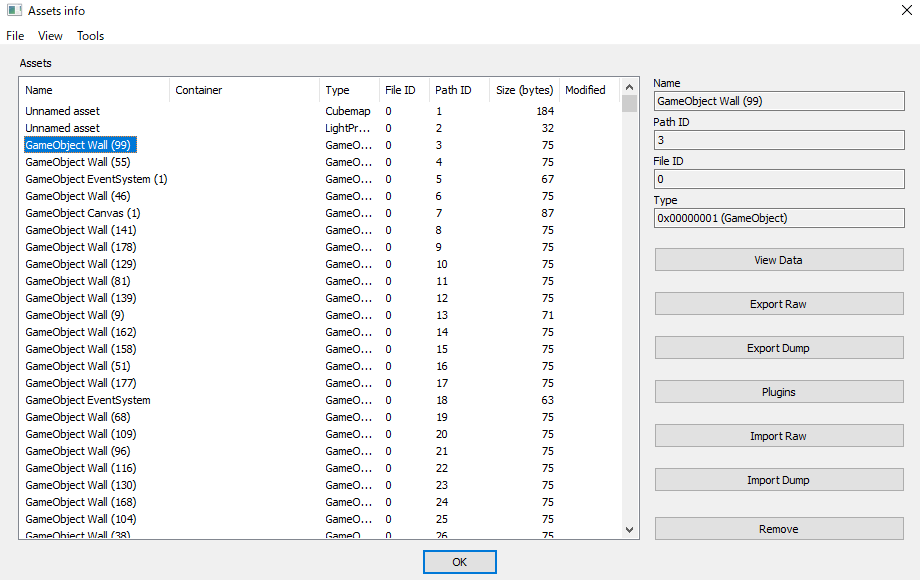 Assets info
File View Tools
Assets
Name Container Type File ID Path ID Size (bytes) Modified
Unnamed asset Cubemap 0 1 184
Unnamed asset LightPr... 0 2 32
GameObject Wall (99) GameO... 0 3 75
GameObject Wall (55) GameO... 0 4 75
GameObject EventSystem (1) GameO... 0 5 67
GameObject Wall (46) GameO... 0 6 75
GameObject Canvas (1) GameO... 0 7 87
GameObject Wall (141) GameO... 0 8 75
GameObject Wall (178) GameO... 0 9 75
GameObject Wall (129) GameO... 0 10 75
GameObject Wall (81) GameO... 0 11 75
GameObject Wall (139) GameO... 0 12 75
GameObject Wall (9) GameO... 0 13 71
GameObject Wall (162) GameO... 0 14 75
GameObject Wall (158) GameO... 0 15 75
GameObject Wall (51) GameO... 0 16 75
GameObject Wall (177) GameO... 0 17 75
GameObject EventSystem GameO... 0 18 63
GameObject Wall (68) GameO... 0 19 75
GameObject Wall (109) GameO... 0 20 75
GameObject Wall (96) GameO... 0 21 75
GameObject Wall (116) GameO... 0 22 75
GameObject Wall (130) GameO... 0 23 75
GameObject Wall (168) GameO... 0 24 75
GameObject Wall (104) GameO... 0 25 75
GameObject Wall (38) GameO... 0 26 75
Name
GameObject Wall (99)
Path ID
3
File ID
0
Type
0x00000001 (GameObject)
View Data
Export Raw
Export Dump
Plugins
Import Raw
Import Dump
Remove
OK